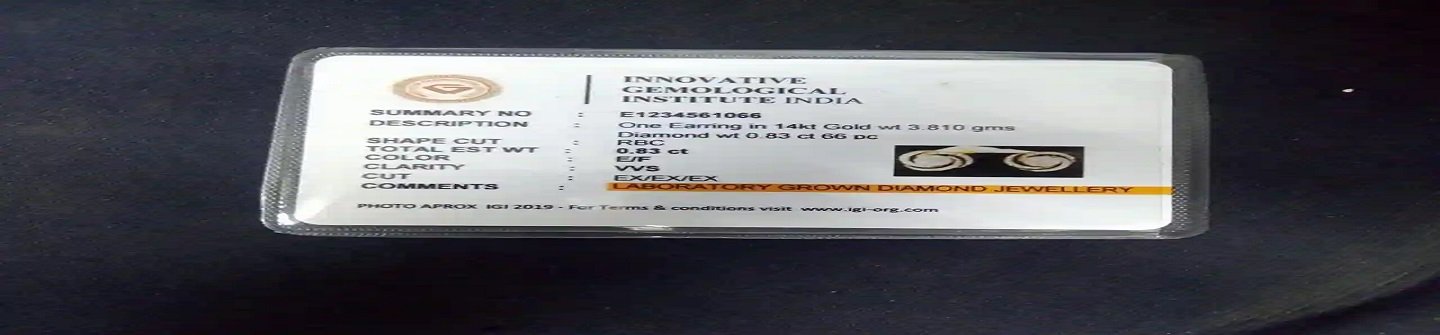 INNOVATIVE
GEMOLOGICAL
INSTITUTE INDIA
SUMMARY NO : E1234561066
DESCRIPTION : One Earring in 14kt Gold wt 3.810 gms
Diamond wt 0.83 ct 66 pc
SHAPE CUT : RBC
TOTAL EST WT : 0.83 ct
COLOR : E/F
CLARITY : VVS
CUT : EX/EX/EX
COMMENTS : LABORATORY GROWN DIAMOND JEWELLERY
PHOTO APROX IGI 2019 - For Terms & conditions visit www.igi-org.com